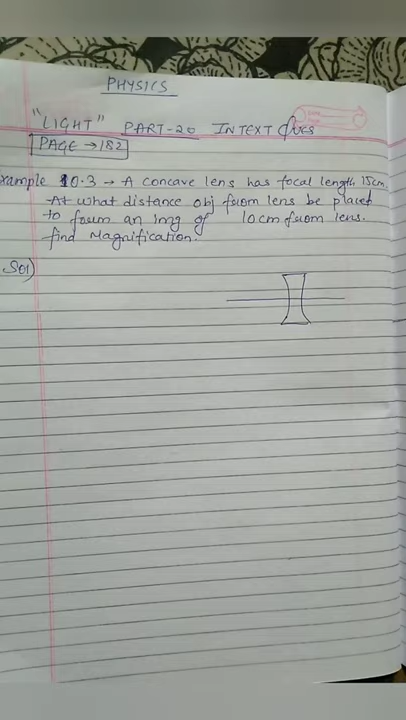 PHYSICS
"LIGHT" PART-20 INTEXT Ques
PAGE → 182
xample 10.3 → A concave lens has focal length 15cm.
At what distance obj from lens be placed
to form an img of 10cm from lens.
find Magnification.
Sol)